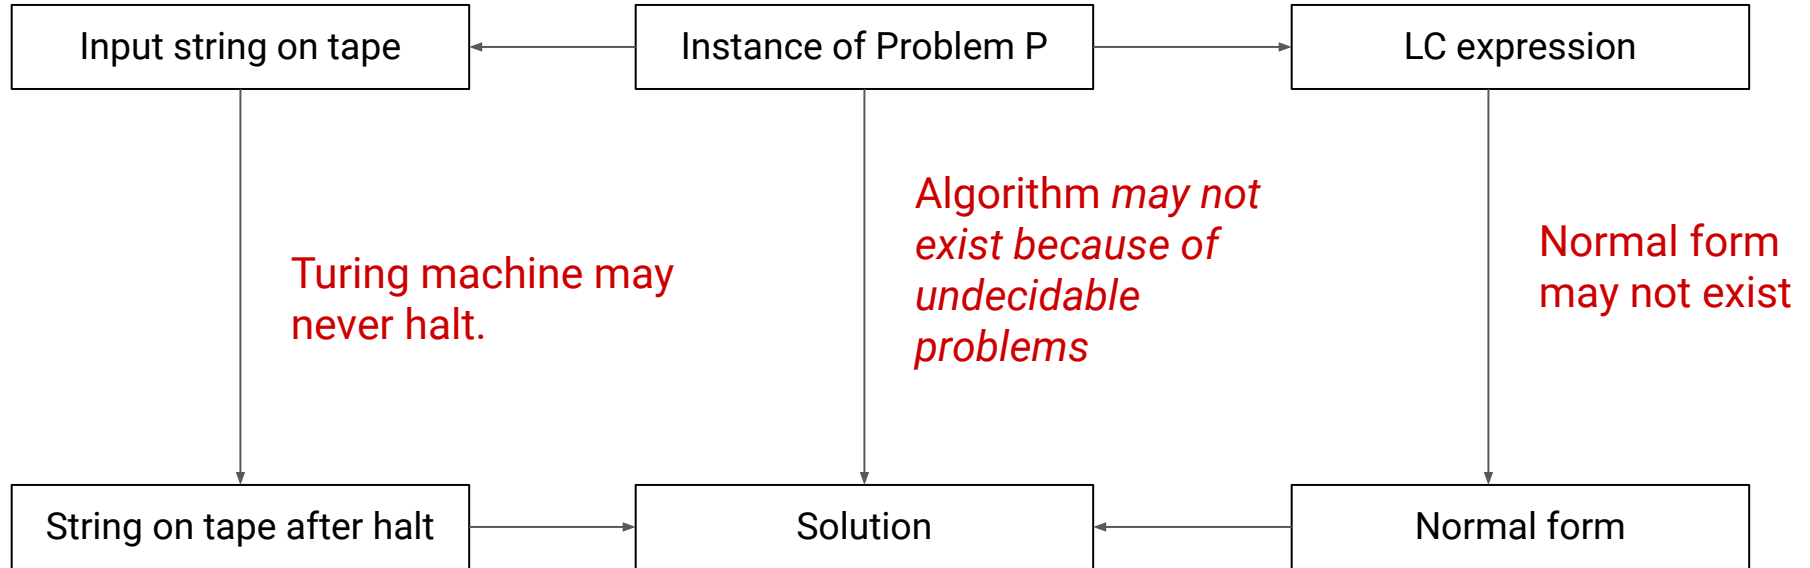 Input string on tape
Instance of Problem P
LC expression
Turing machine may
never halt.
Algorithm may not
exist because of
undecidable
problems
Normal form
may not exist
String on tape after halt
Solution
Normal form